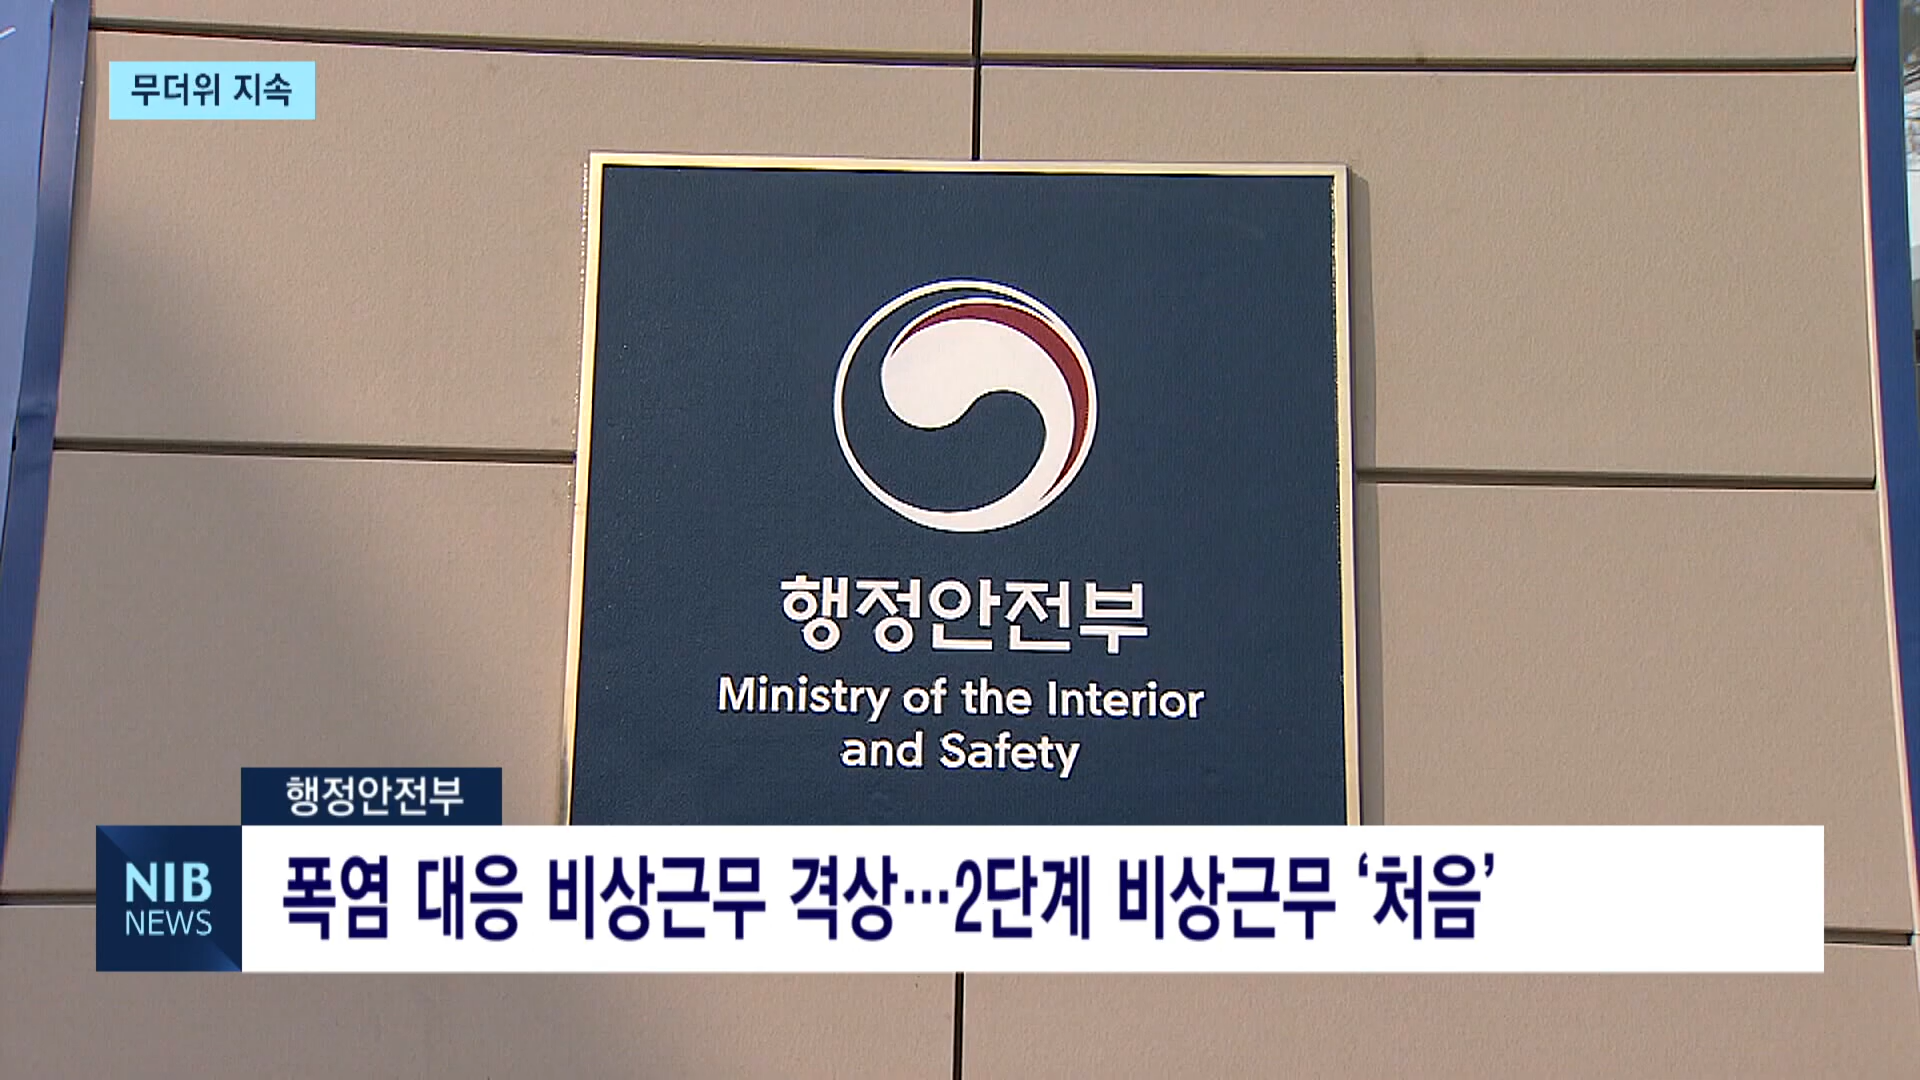 무더위 지속
행정안전부
Ministry of the Interior
and Safety
행정안전부
NIB
NEWS
폭염 대응 비상근무 격상…2단계 비상근무 ‘처음’